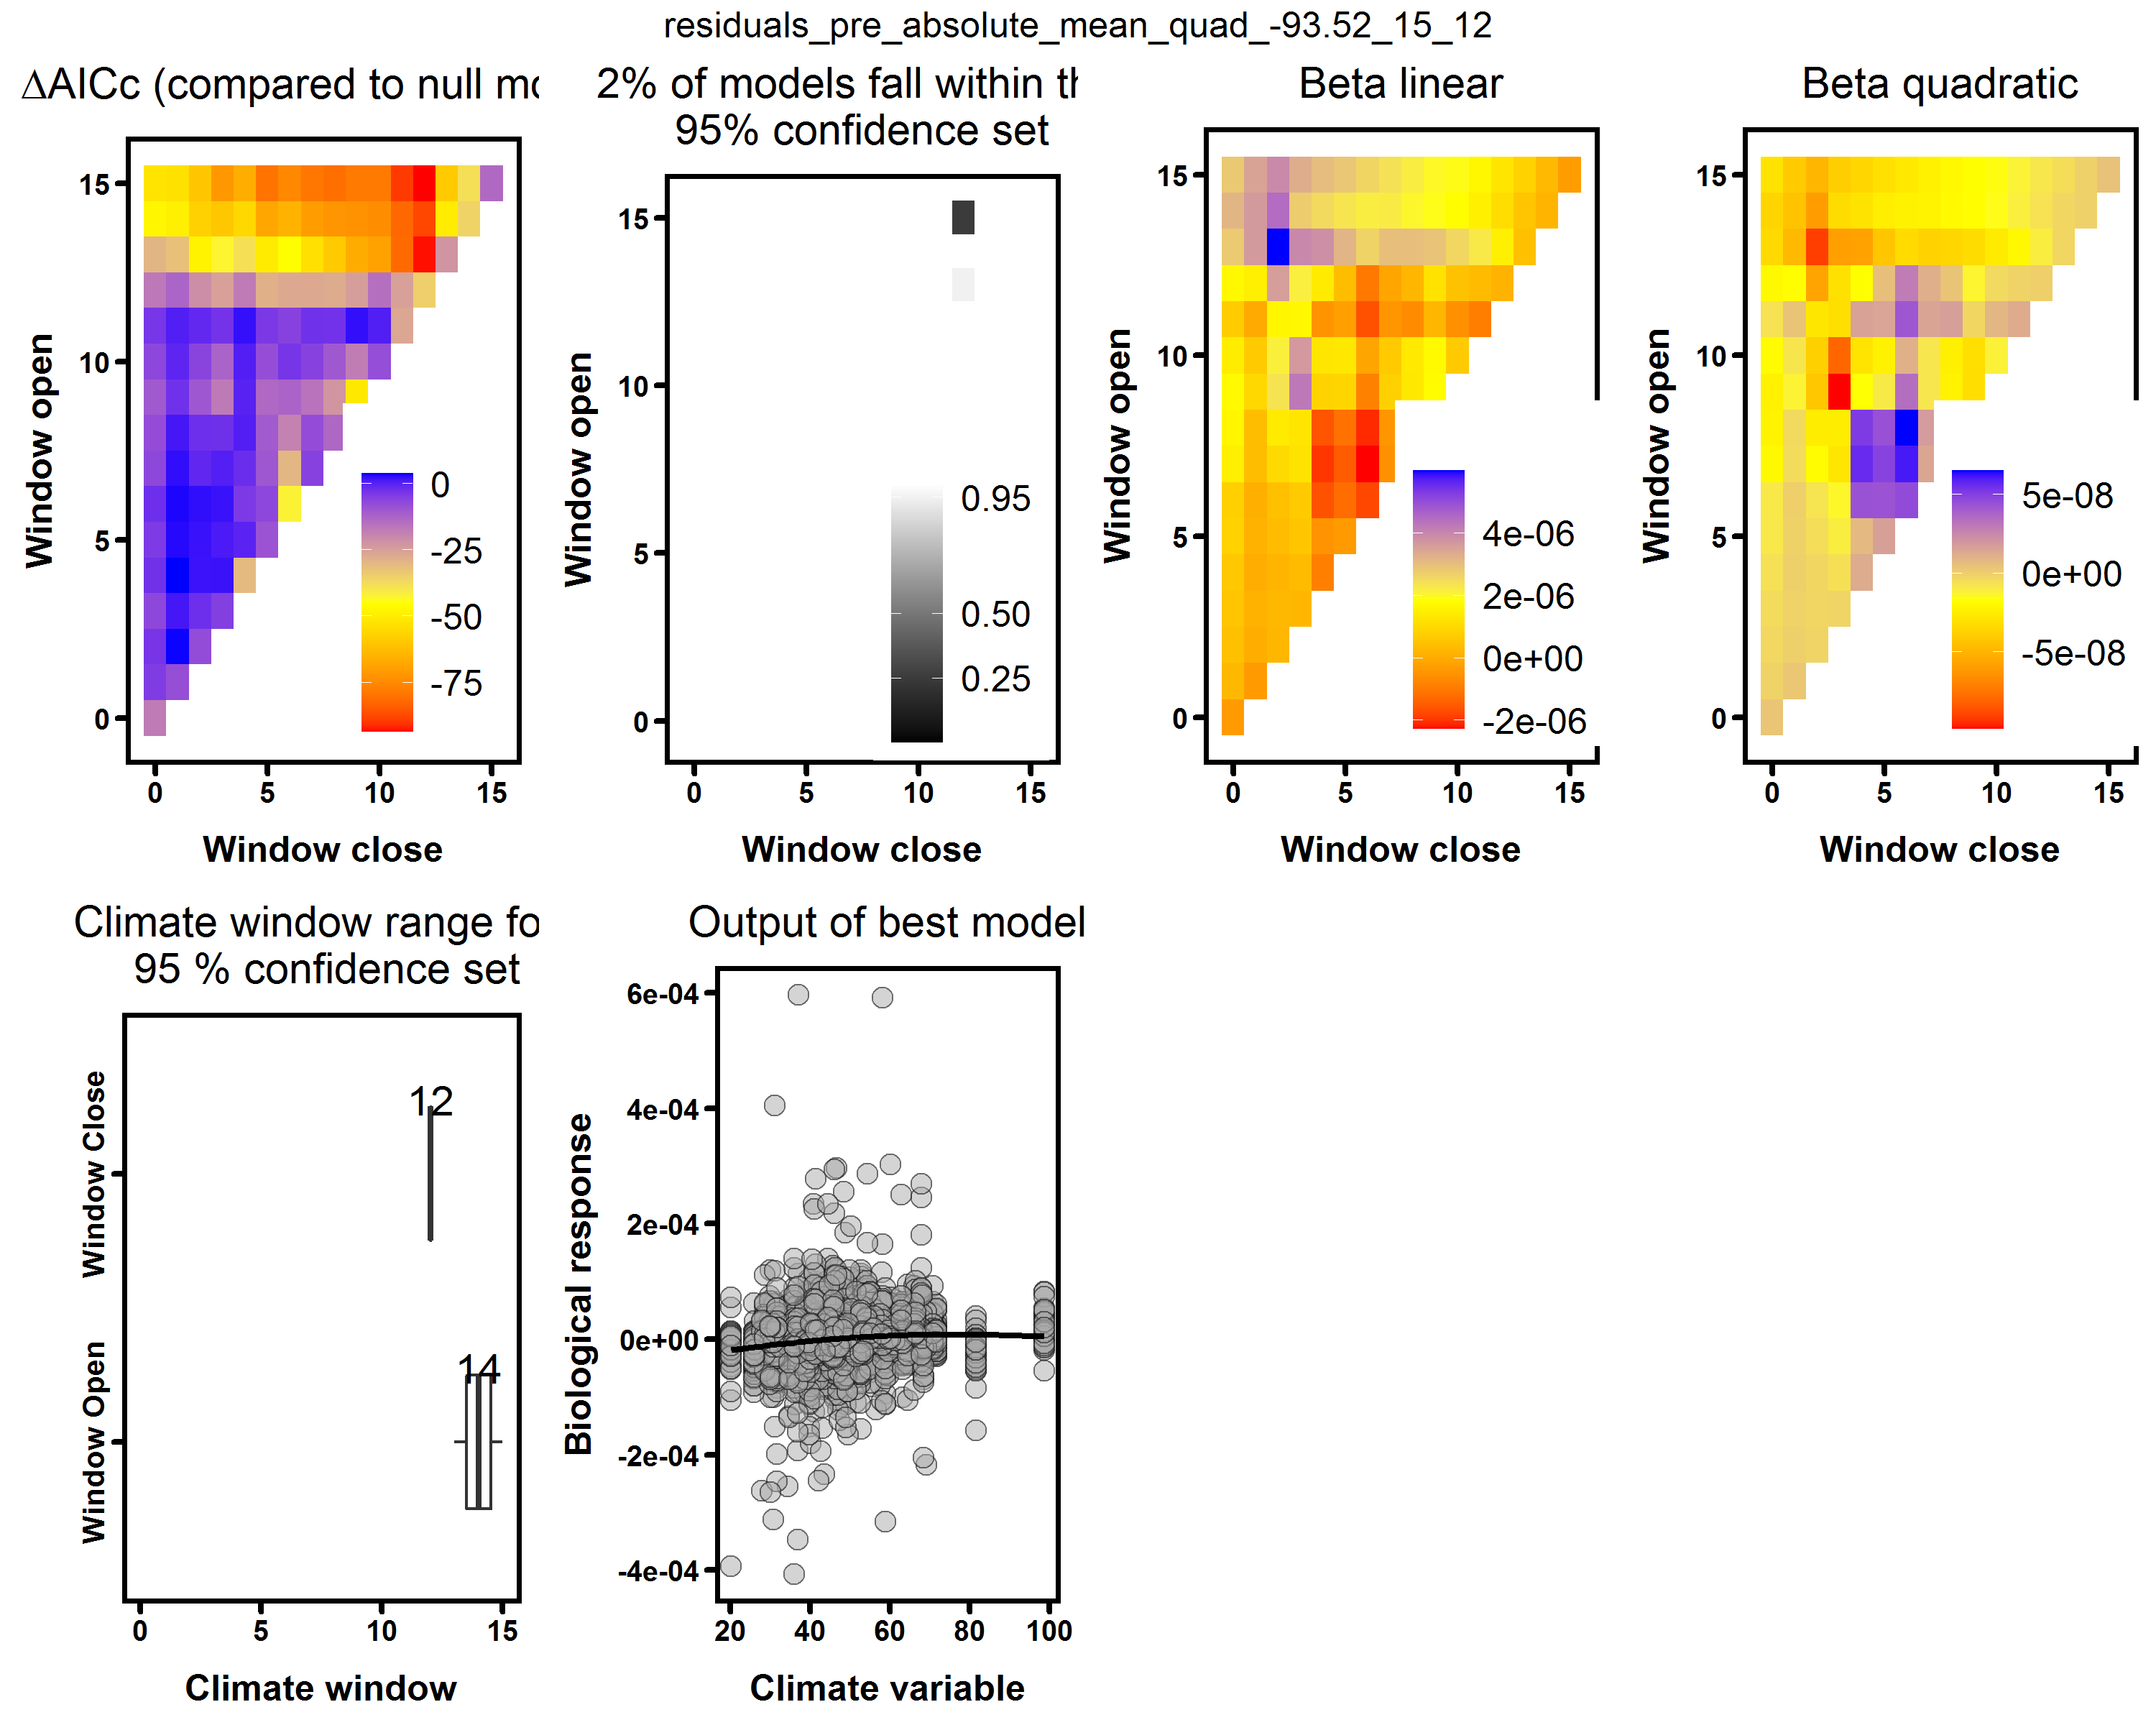 residuals_pre_absolute_mean_quad_-93.52_15_12
ΔAICc (compared to null mo
15
10
5
0
Window open
0
-25
-50
-75
0 5 10 15
Window close
2% of models fall within th
95% confidence set
15
10
5
0
Window open
0.95
0.50
0.25
0 5 10 15
Window close
Beta linear
15
10
5
0
Window open
4e-06
2e-06
0e+00
-2e-06
0 5 10 15
Window close
Beta quadratic
15
10
5
0
Window open
5e-08
0e+00
-5e-08
0 5 10 15
Window close
Climate window range fo
95 % confidence set
Window Close
Window Open
12
14
0 5 10 15
Climate window
Output of best model
6e-04
4e-04
2e-04
0e+00
-2e-04
-4e-04
Biological response
20 40 60 80 100
Climate variable